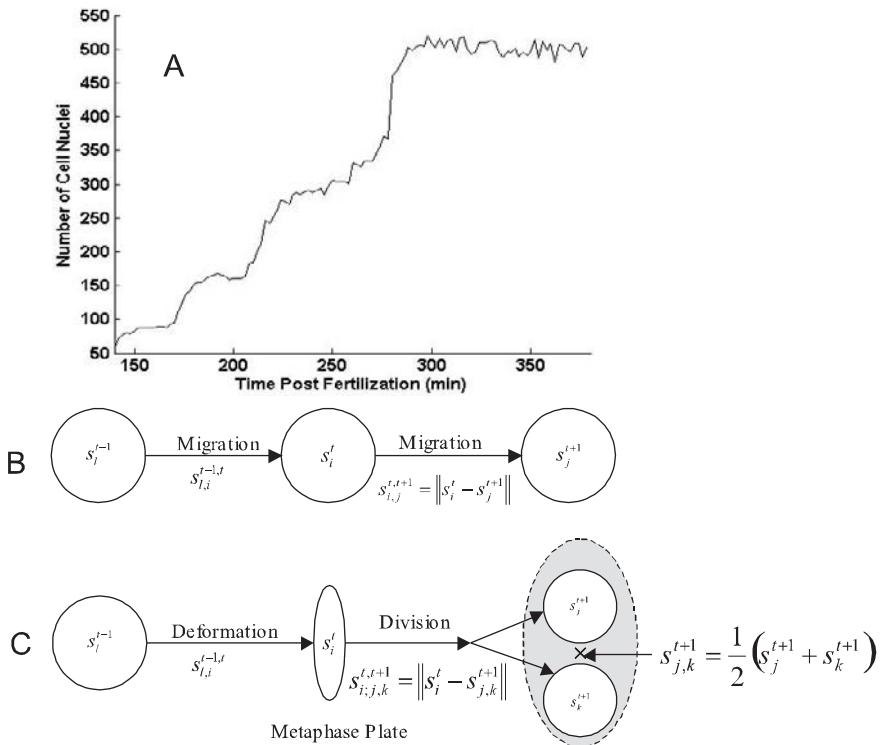 550
500
450
400
350
300
250
200
150
100
50
A
Number of Cell Nuclei
150 200 250 300 350
Time Post Fertilization (min)
B
s_l^{t-1}
Migration
s_{l,i}^{t-1,t}
s_i^t
Migration
s_{i,j}^{t,t+1} = ||s_i^t - s_j^{t+1}||
s_j^{t+1}
C
s_l^{t-1}
Deformation
s_{l,i}^{t-1,t}
s_i^t
Division
s_{i;j,k}^{t,t+1} = ||s_i^t - s_{j,k}^{t+1}||
Metaphase Plate
s_j^{t+1}
×
s_k^{t+1}
s_{j,k}^{t+1} = \frac{1}{2}(s_j^{t+1} + s_k^{t+1})